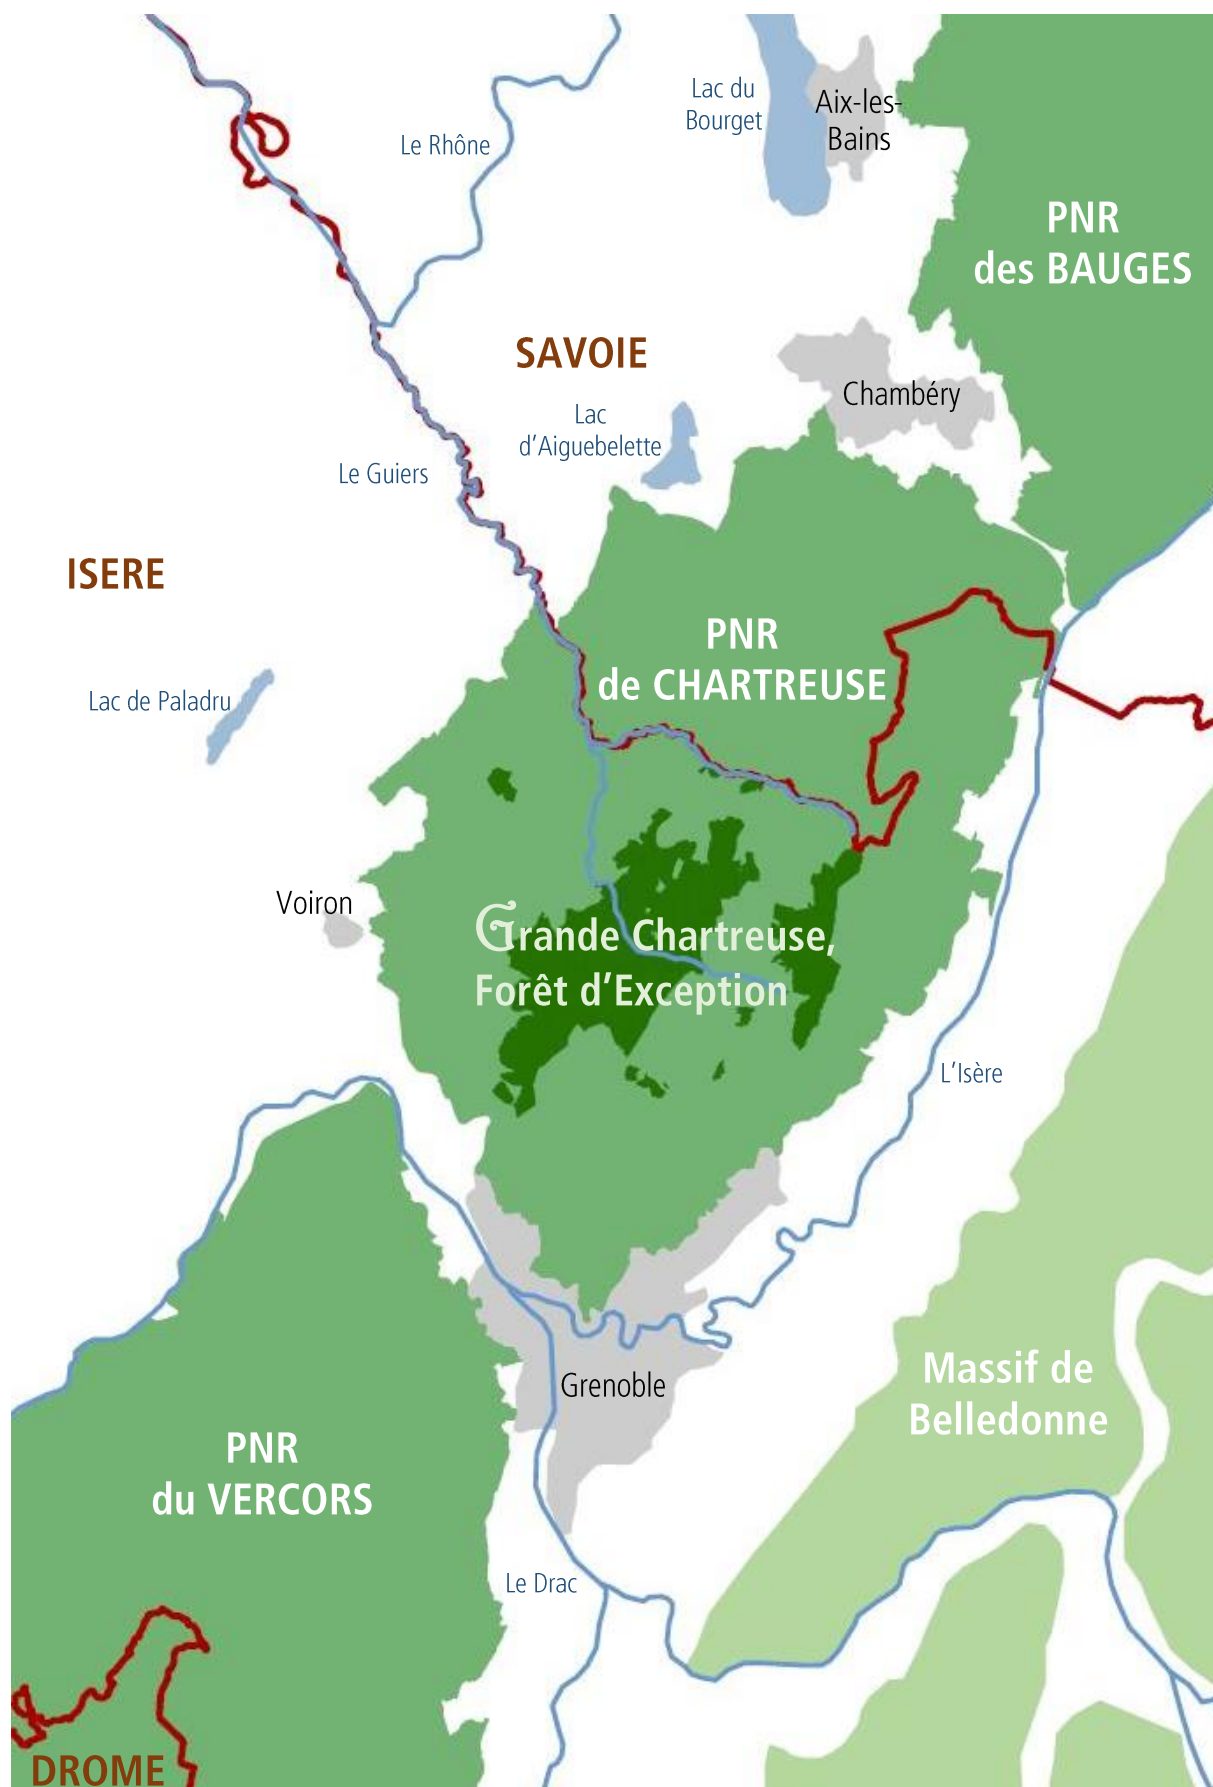 Lac du
Bourget
Aix-les-
Bains
Le Rhône
PNR
des BAUGES
SAVOIE
Chambéry
Lac
d'Aiguebelette
Le Guiers
ISERE
PNR
de CHARTREUSE
Lac de Paladru
Voiron
Grande Chartreuse,
Forêt d'Exception
L'Isère
Massif de
Belledonne
Grenoble
PNR
du VERCORS
Le Drac
DROME